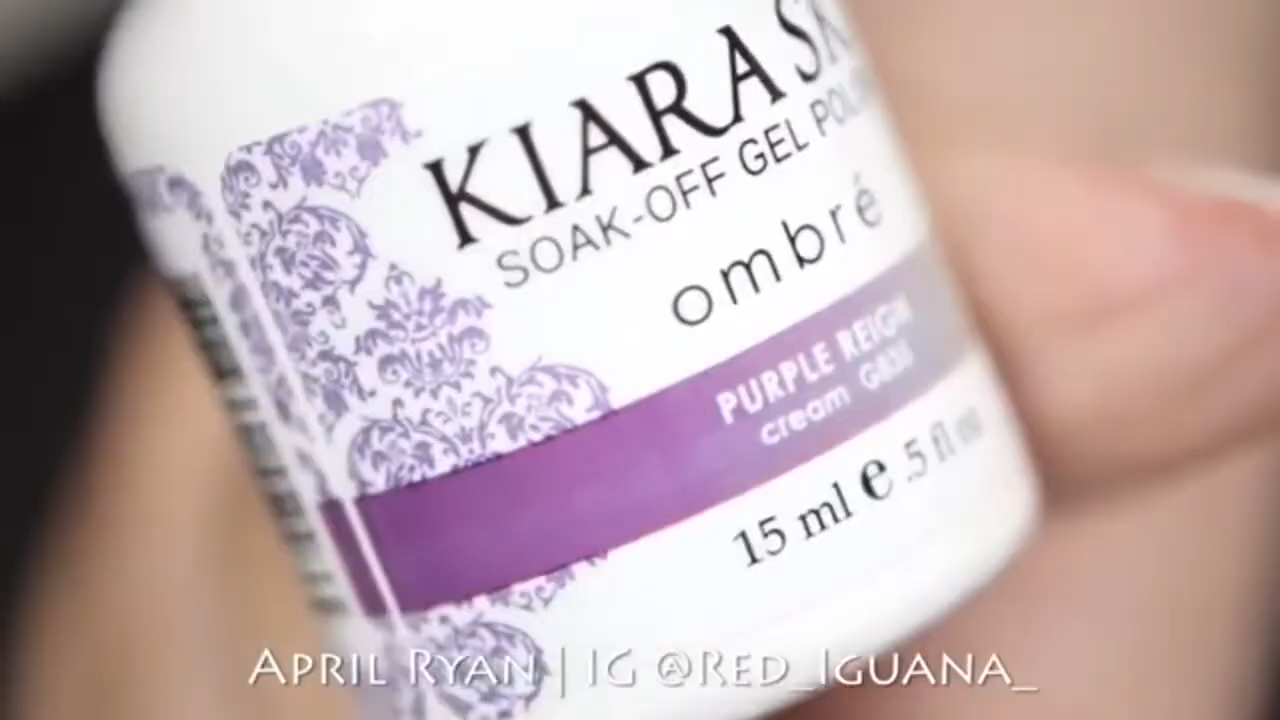 KIARA SK
SOAK-OFF GEL POL
ombré
PURPLE REIGN
cream
15 ml e .5 fl oz
APRIL RYAN | IG @RED_IGUANA_